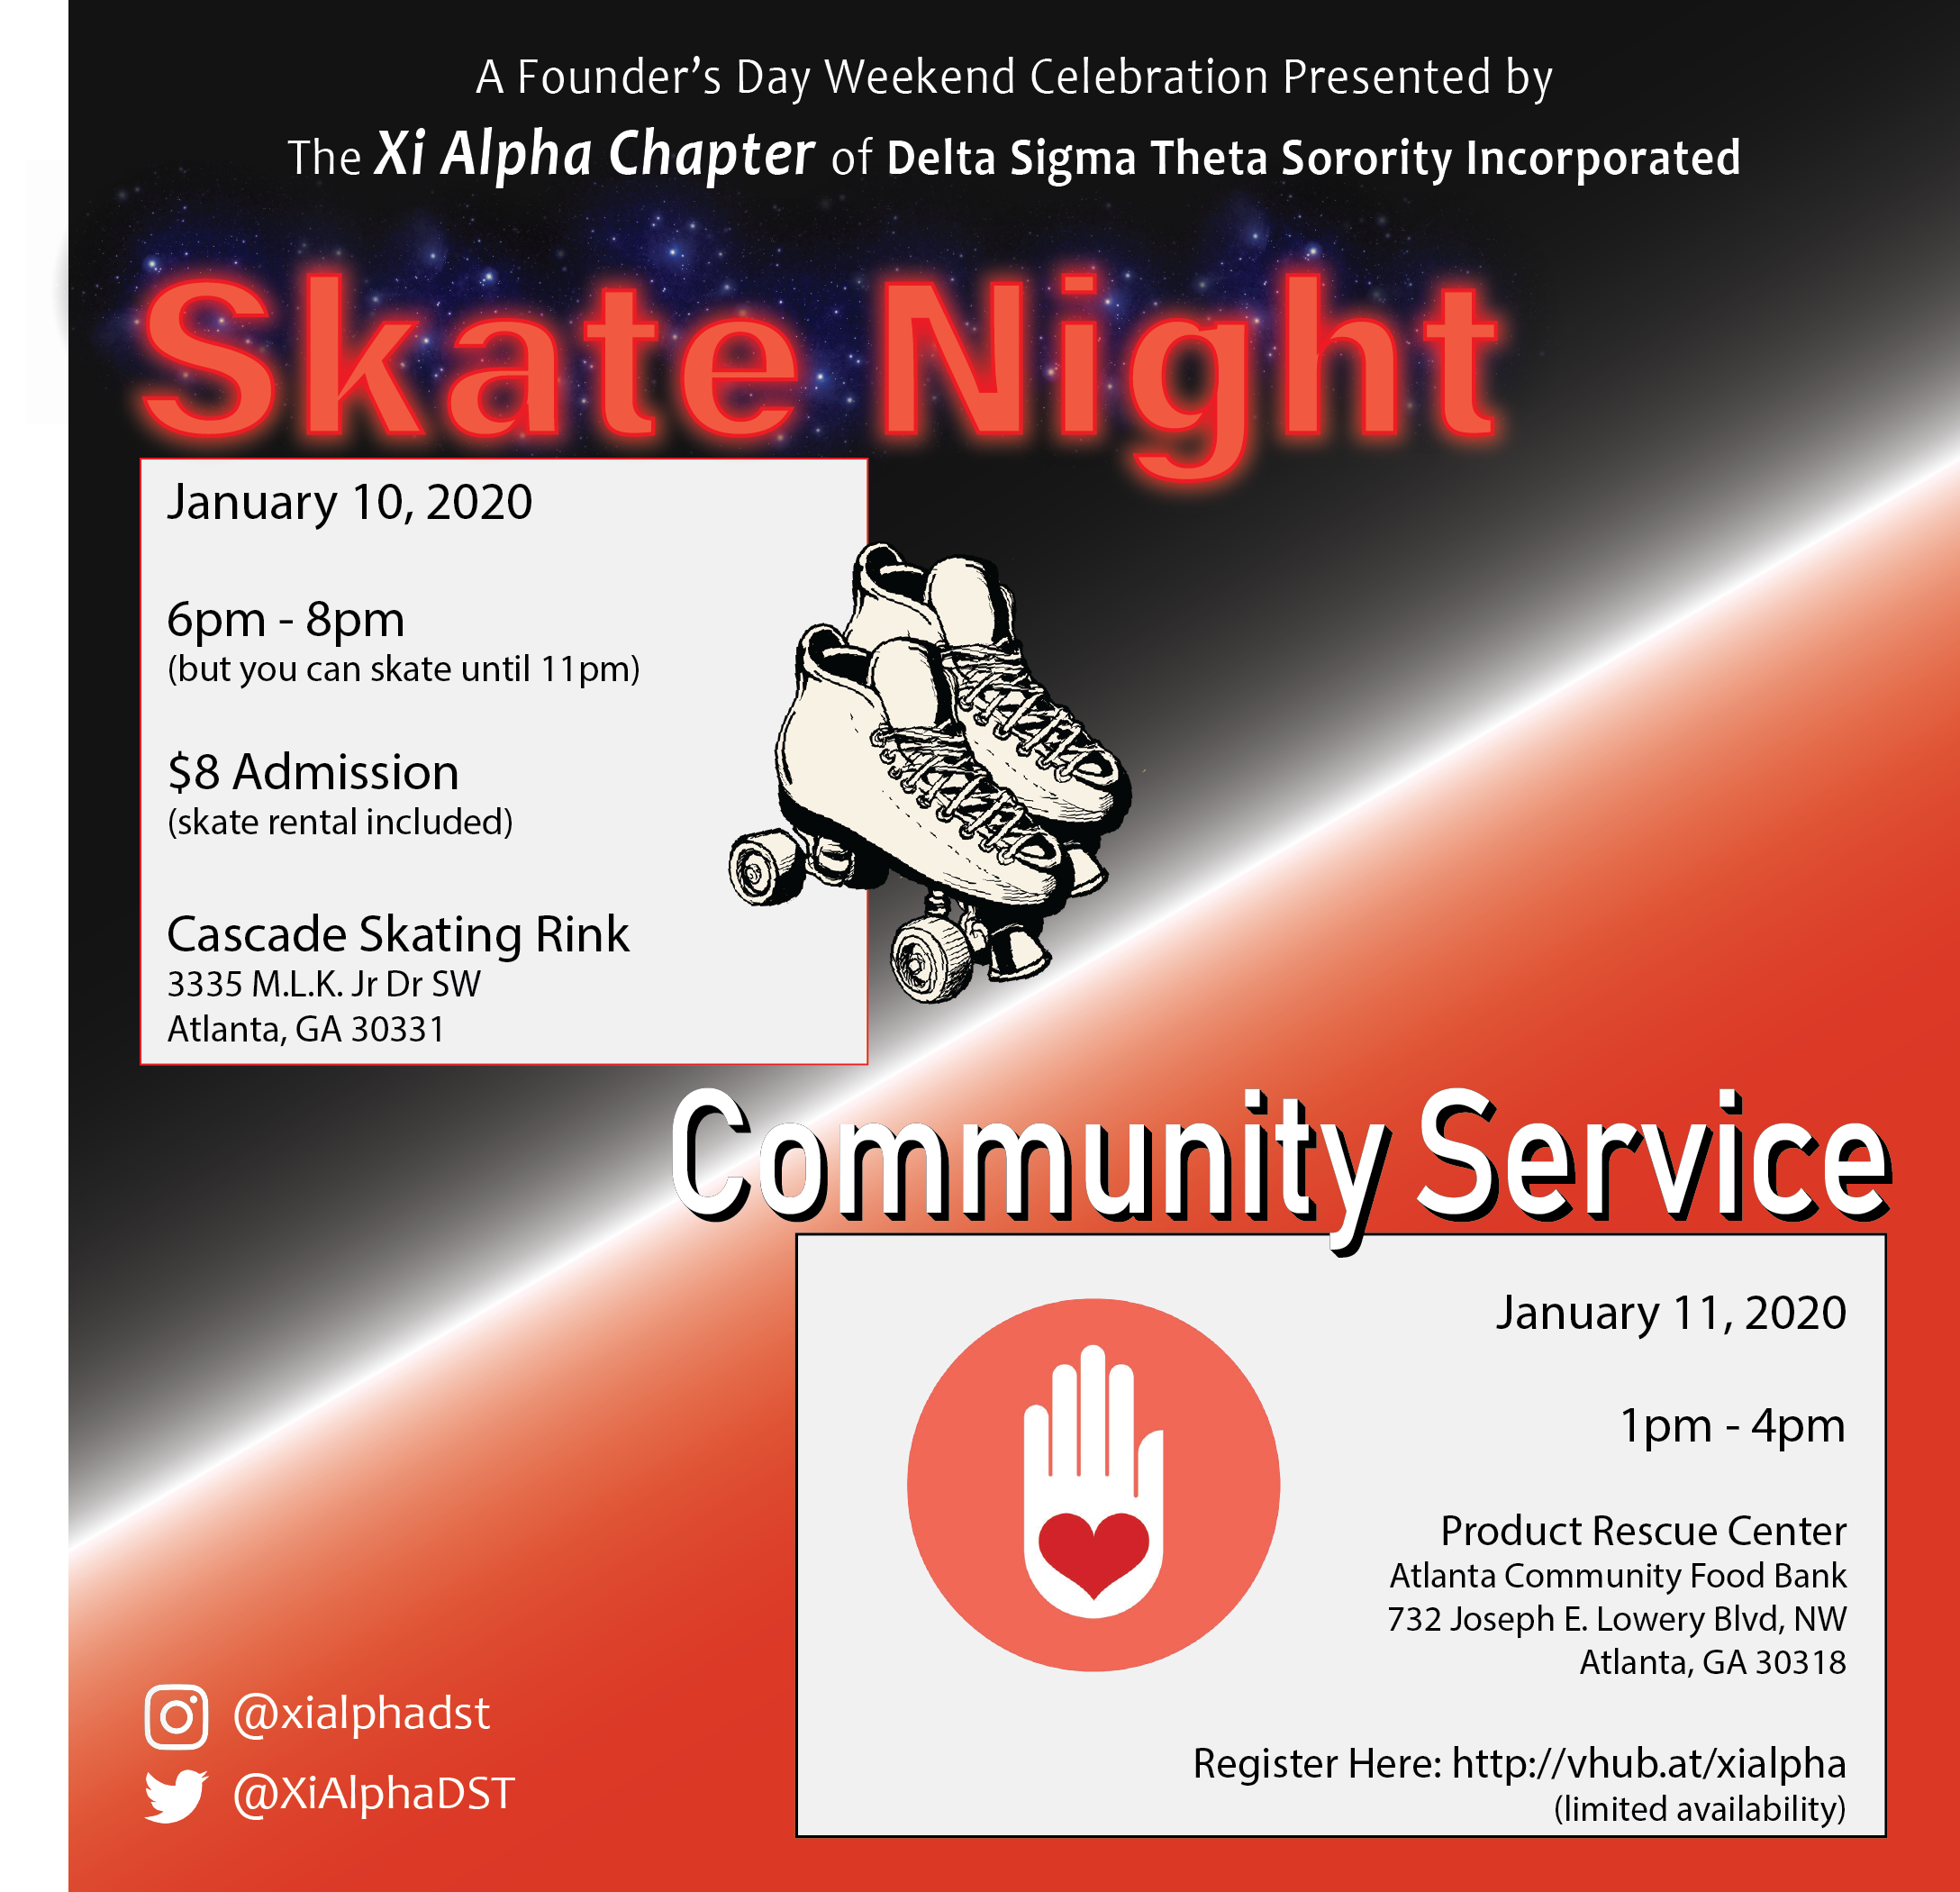 A Founder’s Day Weekend Celebration Presented by
The Xi Alpha Chapter of Delta Sigma Theta Sorority Incorporated
Skate Night
January 10, 2020
6pm - 8pm
(but you can skate until 11pm)
$8 Admission
(skate rental included)
Cascade Skating Rink
3335 M.L.K. Jr Dr SW
Atlanta, GA 30331
Community Service
January 11, 2020
1pm - 4pm
Product Rescue Center
Atlanta Community Food Bank
732 Joseph E. Lowery Blvd, NW
Atlanta, GA 30318
Register Here: http://vhub.at/xialpha
(limited availability)
@xialphadst
@XiAlphaDST